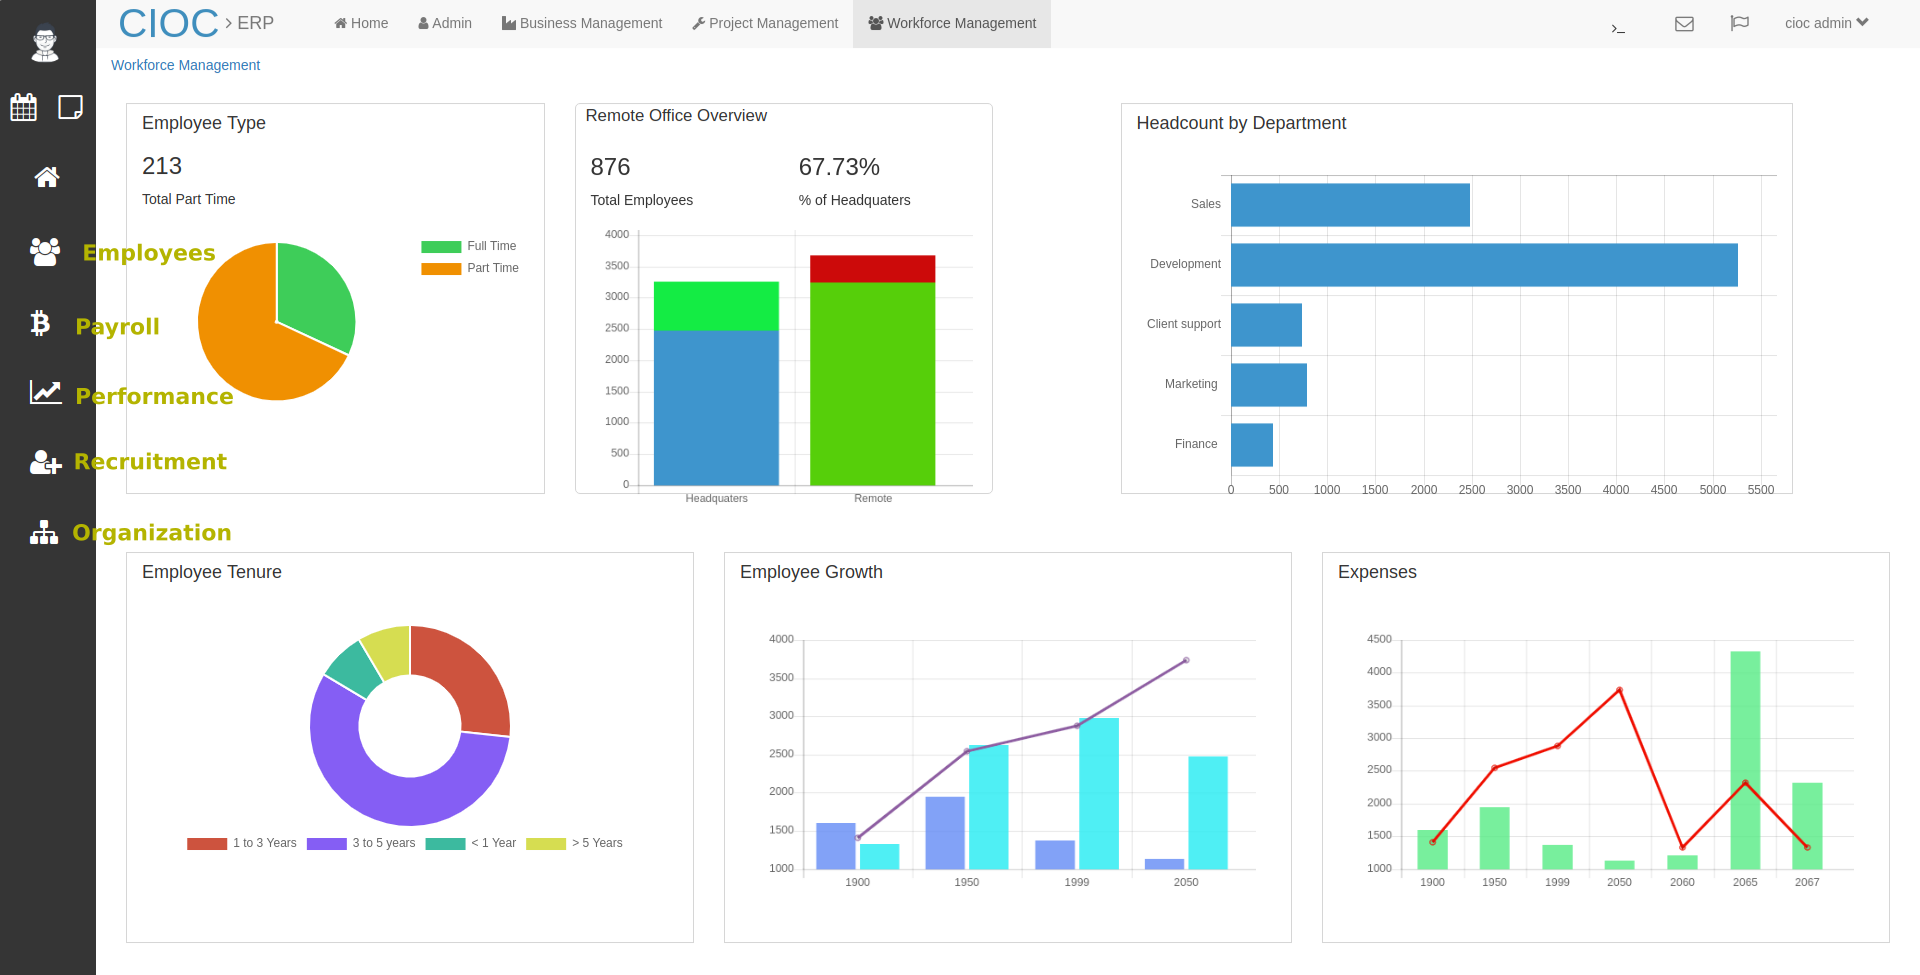 CIOC > ERP
Home
Admin
Business Management
Project Management
Workforce Management
>_
cioc admin
Workforce Management
Employees
Payroll
Performance
Recruitment
Organization
Employee Type
213
Total Part Time
Full Time
Part Time
Remote Office Overview
876
67.73%
Total Employees
% of Headquaters
4000
3500
3000
2500
2000
1500
1000
500
0
Headquaters
Remote
Headcount by Department
Sales
Development
Client support
Marketing
Finance
0 500 1000 1500 2000 2500 3000 3500 4000 4500 5000 5500
Employee Tenure
1 to 3 Years
3 to 5 years
< 1 Year
> 5 Years
Employee Growth
4000
3500
3000
2500
2000
1500
1000
1900 1950 1999 2050
Expenses
4500
4000
3500
3000
2500
2000
1500
1000
1900 1950 1999 2050 2060 2065 2067